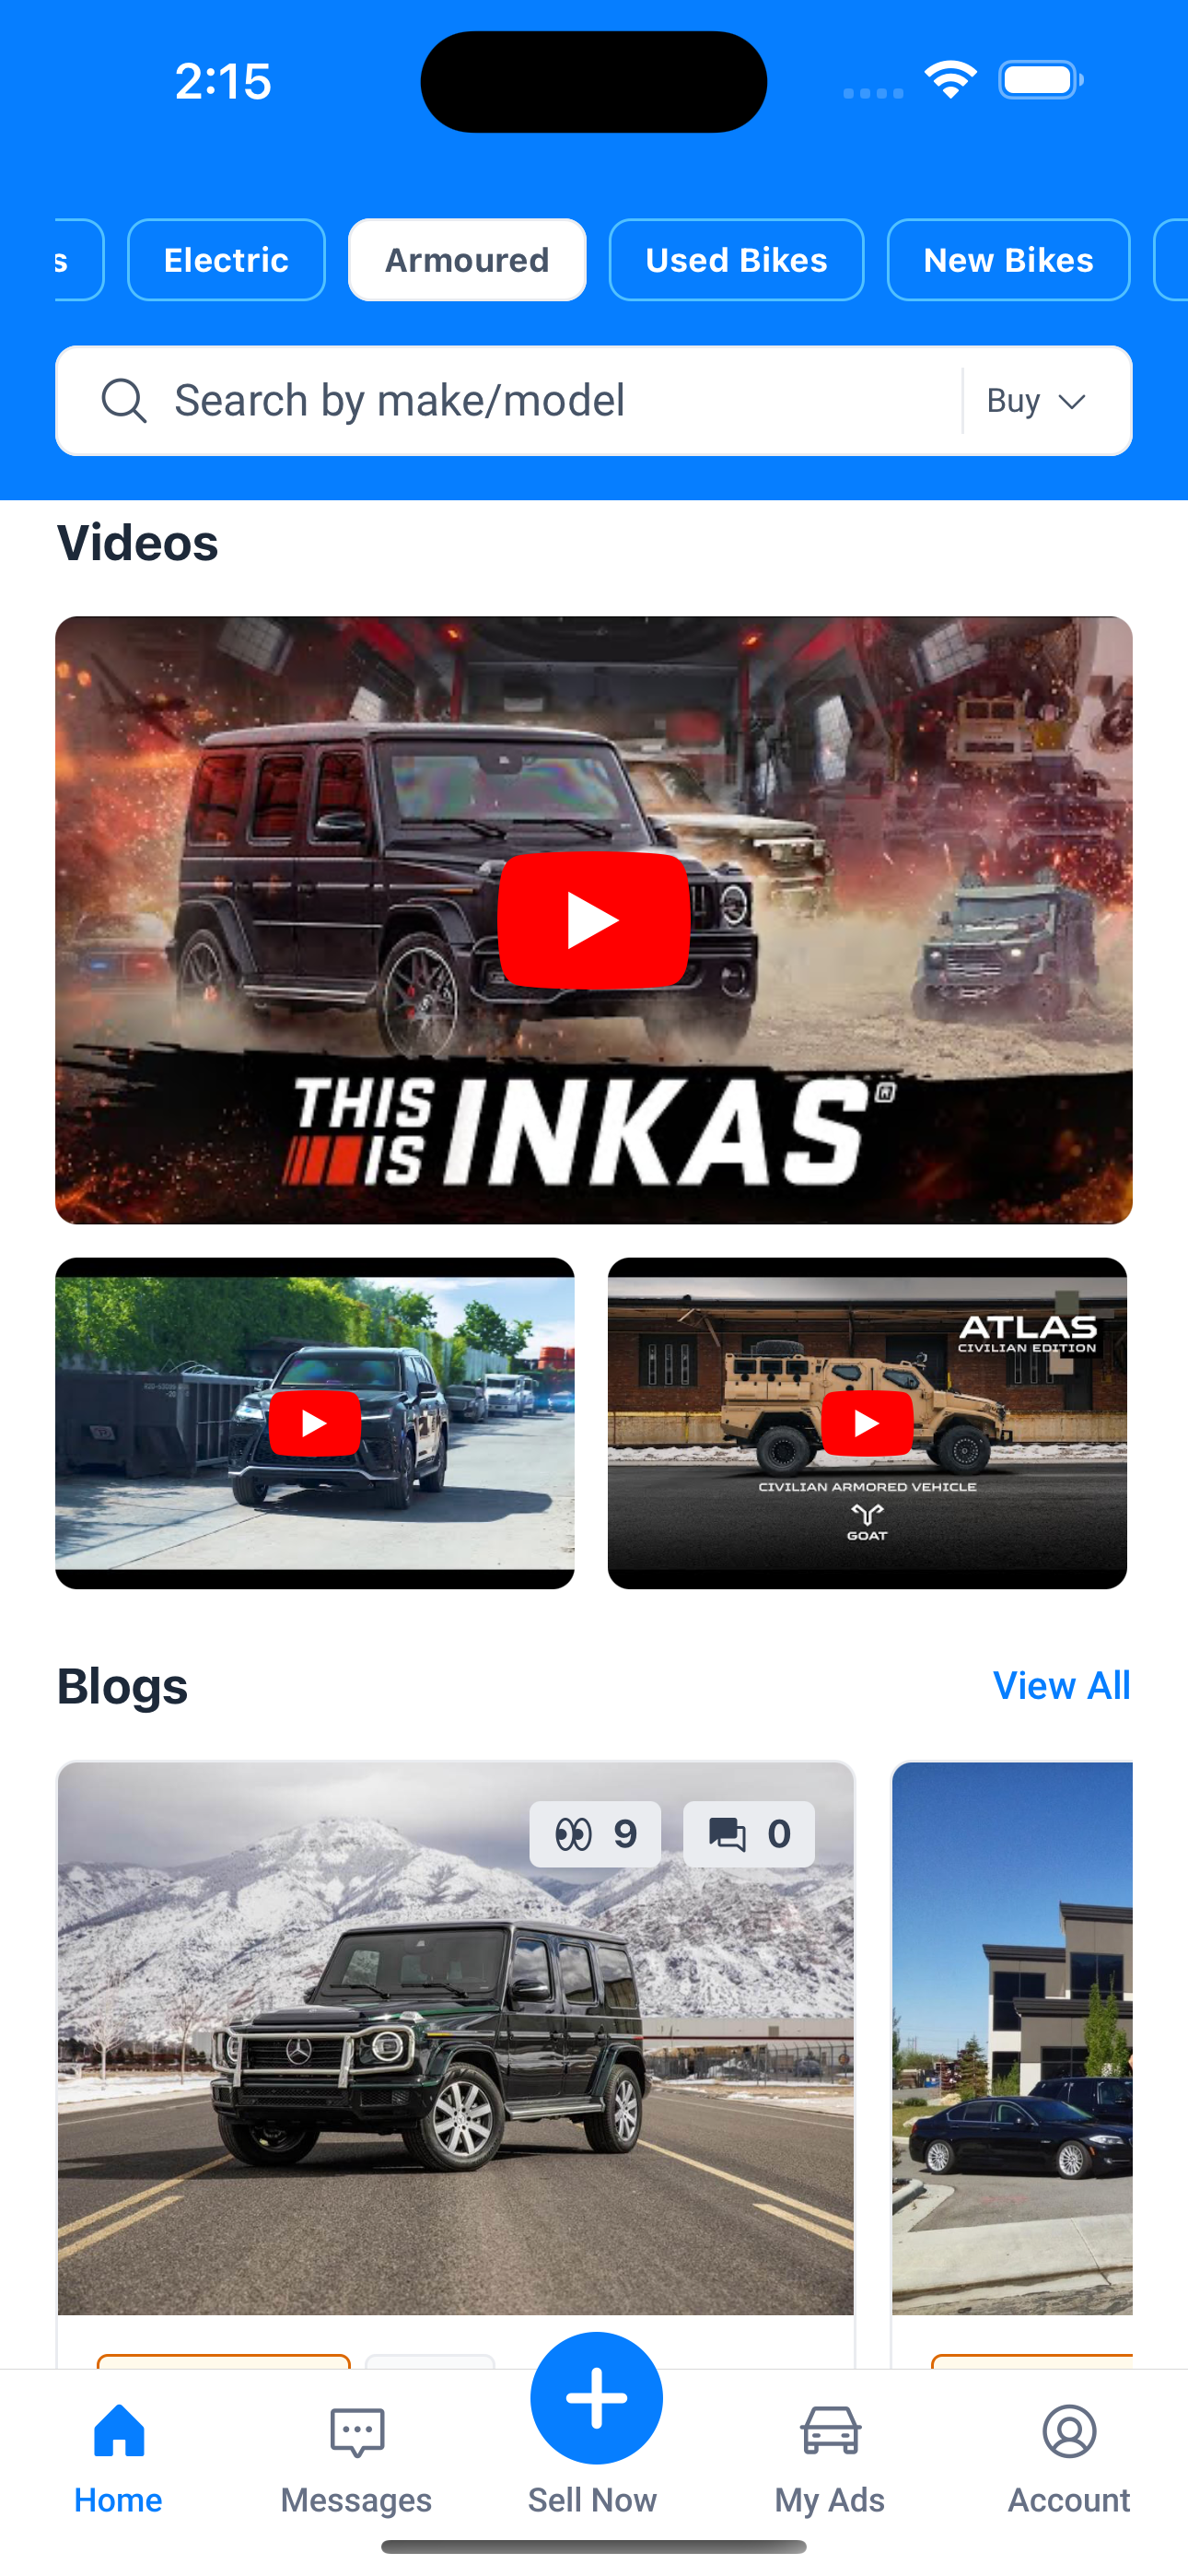 2:15
s
Electric
Armoured
Used Bikes
New Bikes
Search by make/model
Buy
Videos
THIS IS INKAS®
ATLAS
CIVILIAN EDITION
CIVILIAN ARMORED VEHICLE
GOAT
Blogs
View All
9
0
Home
Messages
Sell Now
My Ads
Account